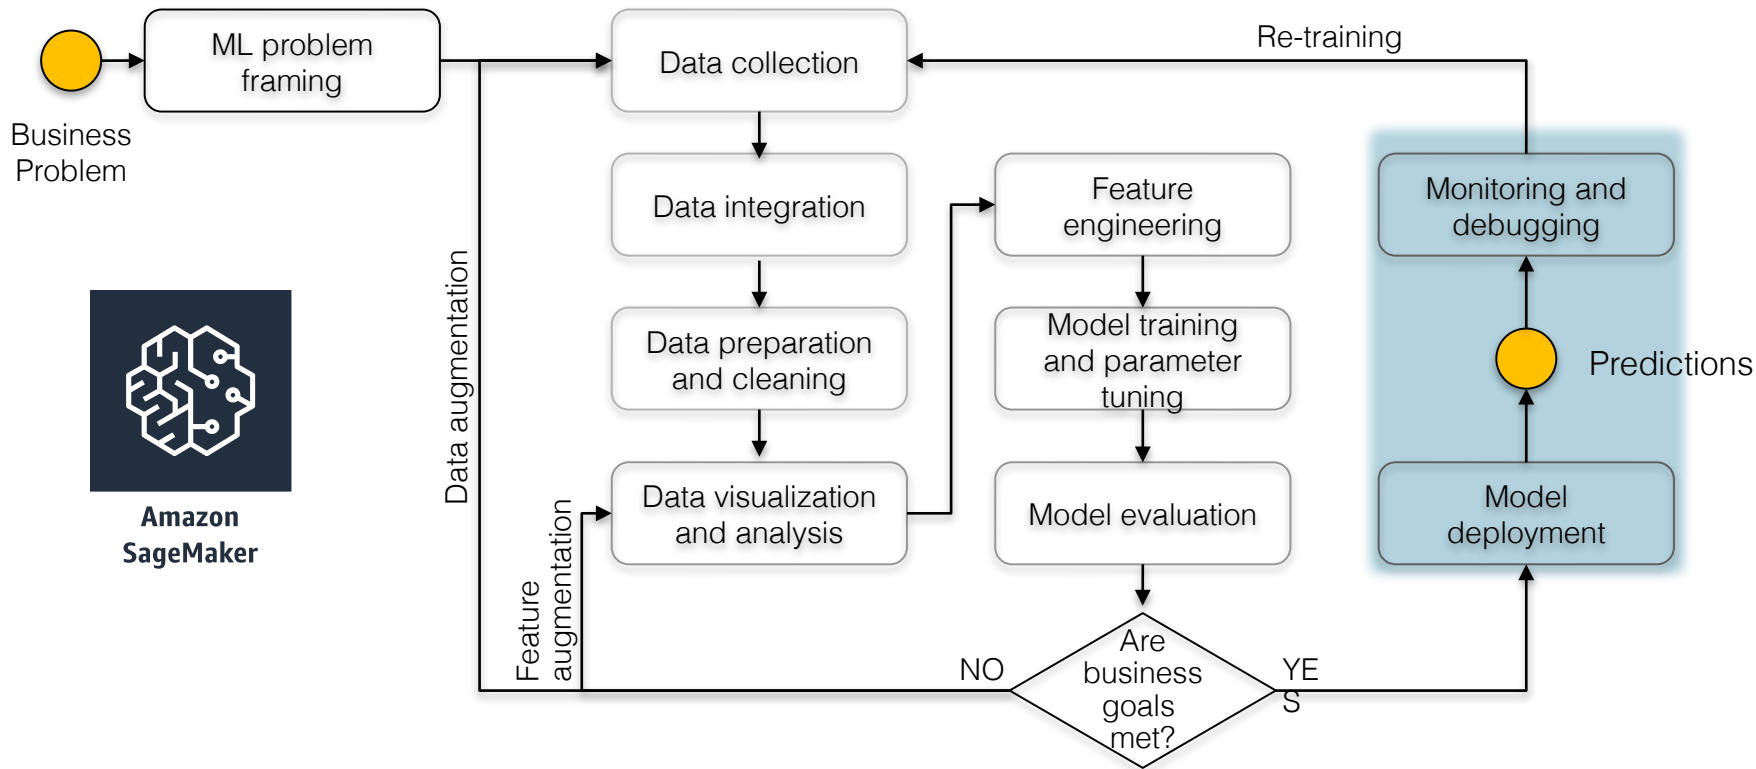 Business
Problem
ML problem
framing
Data collection
Re-training
Data integration
Data preparation
and cleaning
Data visualization
and analysis
Data augmentation
Feature
augmentation
Feature
engineering
Model training
and parameter
tuning
Model evaluation
Are
business
goals
met?
NO
YE
S
Model
deployment
Predictions
Monitoring and
debugging
Amazon
SageMaker